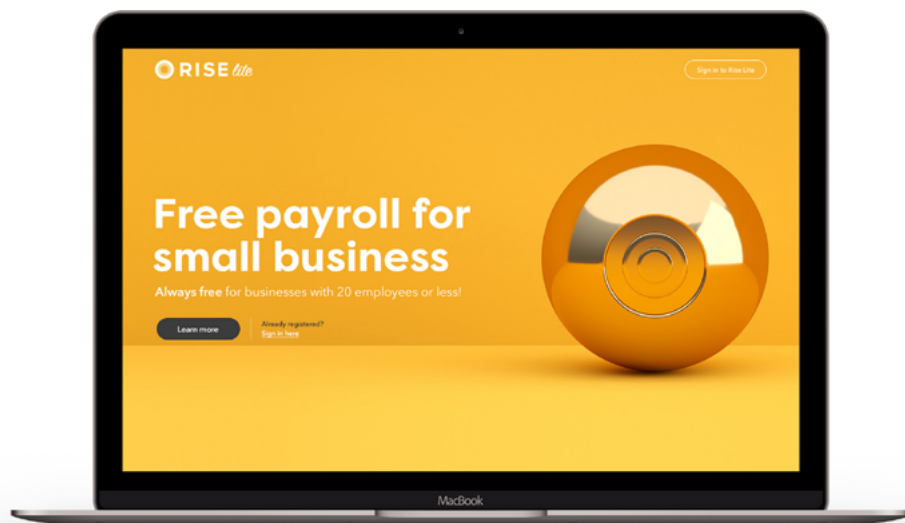 RISE lite
Sign in to Rise Lite
Free payroll for
small business
Always free for businesses with 20 employees or less!
Learn more
Already registered?
Sign in here
MacBook